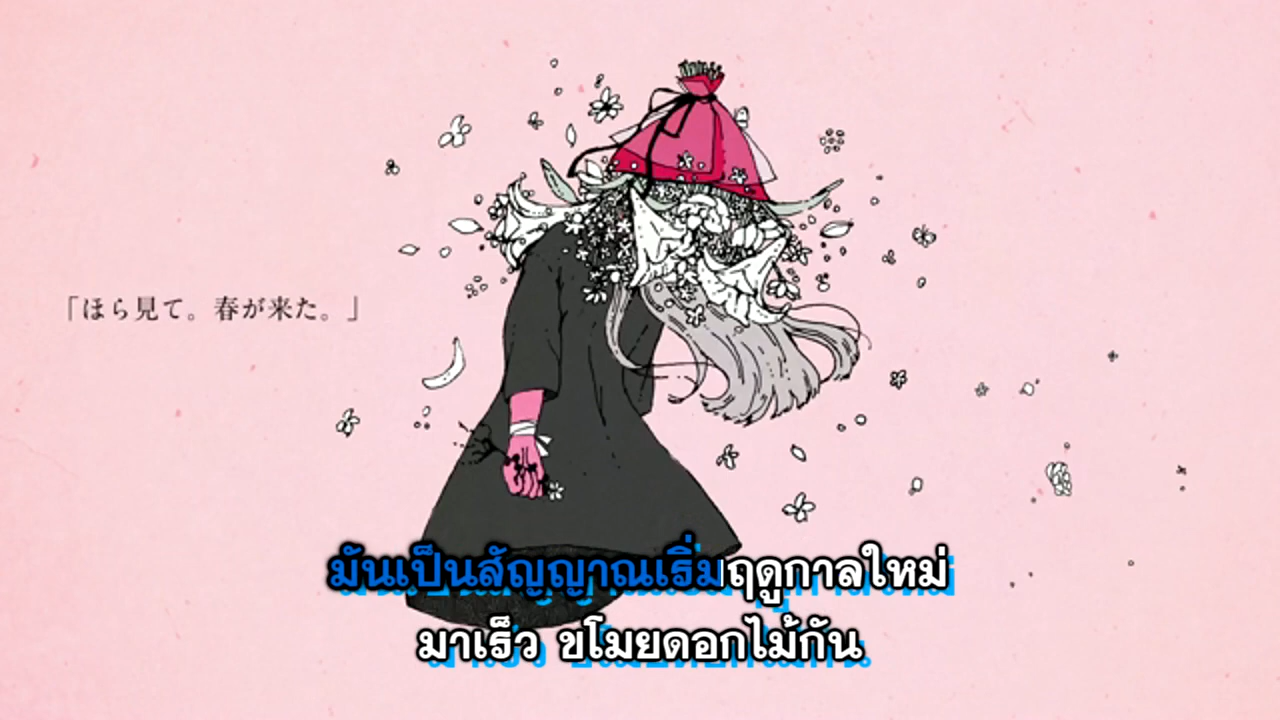 「ほら見て。春が来た。」
มันเป็นสัญญาณเริ่มฤดูกาลใหม่
มาเร็ว ขโมยดอกไม้กัน